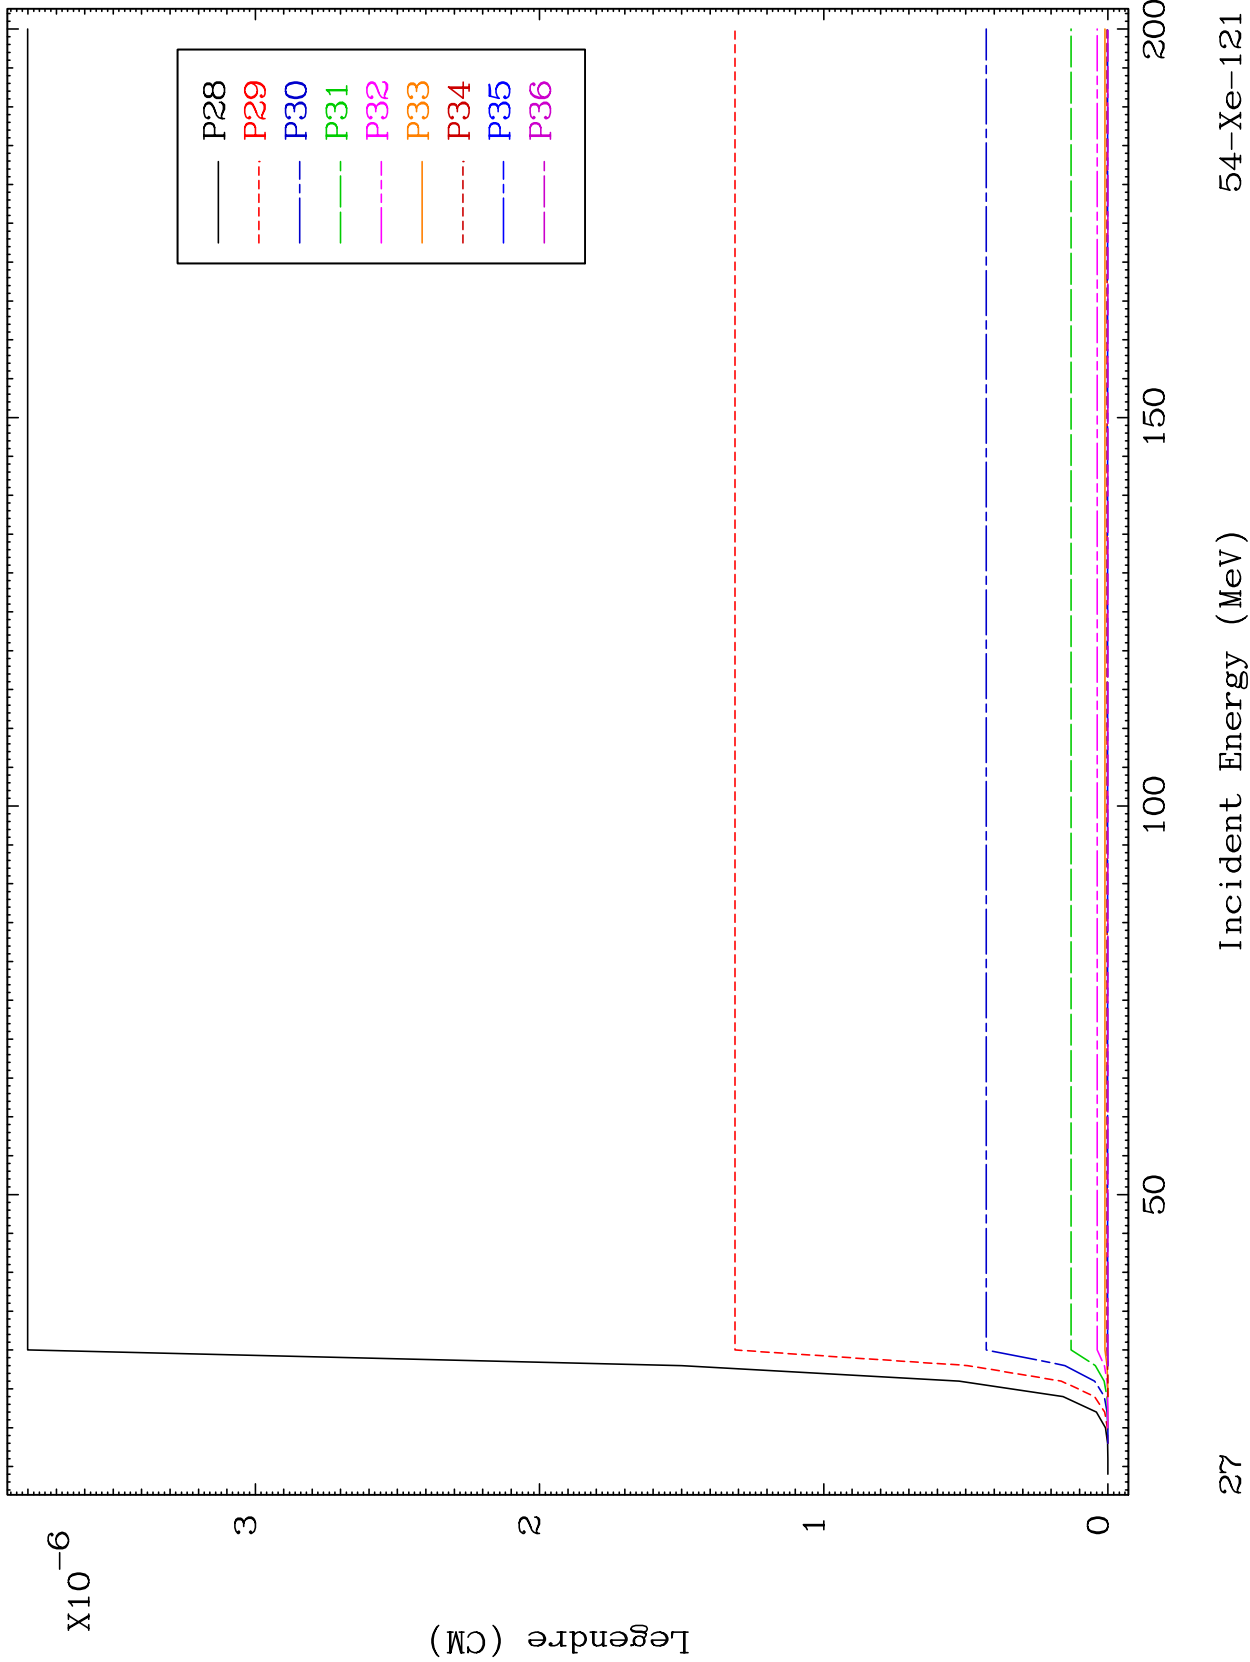 X10-6
Legendre (CM)
3
2
1
0
P28
P29
P30
P31
P32
P33
P34
P35
P36
50
100
150
200
Incident Energy (MeV)
27
54-Xe-121